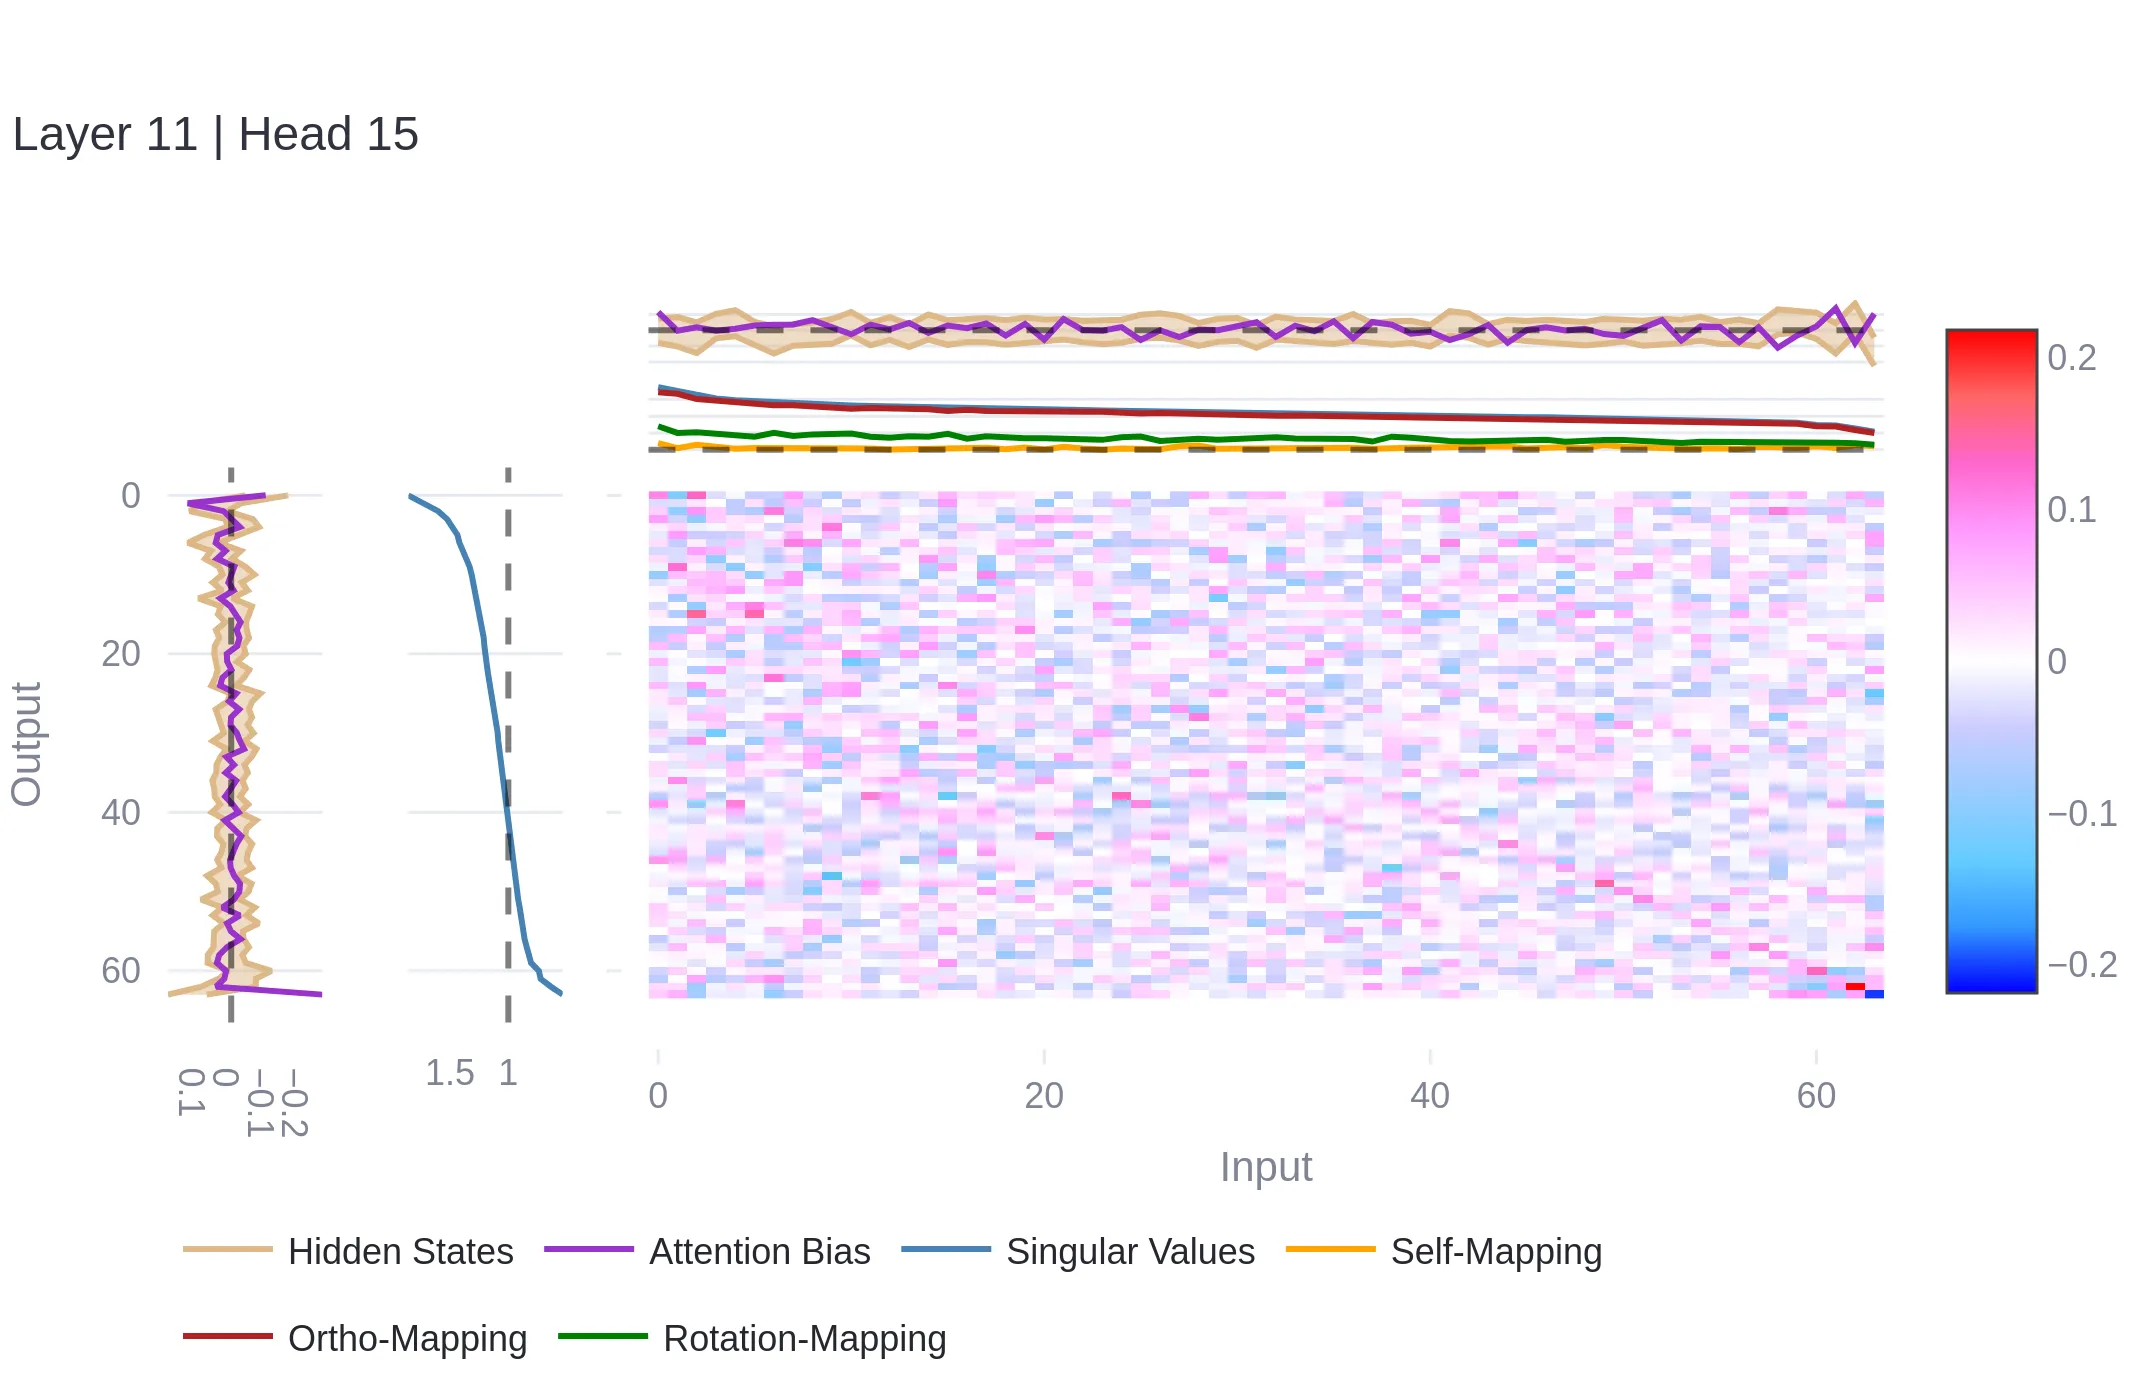 Layer 11 | Head 15
0
20
40
60
Output
0.1
0
−0.1
−0.2
1.5 1
0 20 40 60
Input
0.2
0.1
0
−0.1
−0.2
Hidden States Attention Bias Singular Values Self-Mapping
Ortho-Mapping Rotation-Mapping